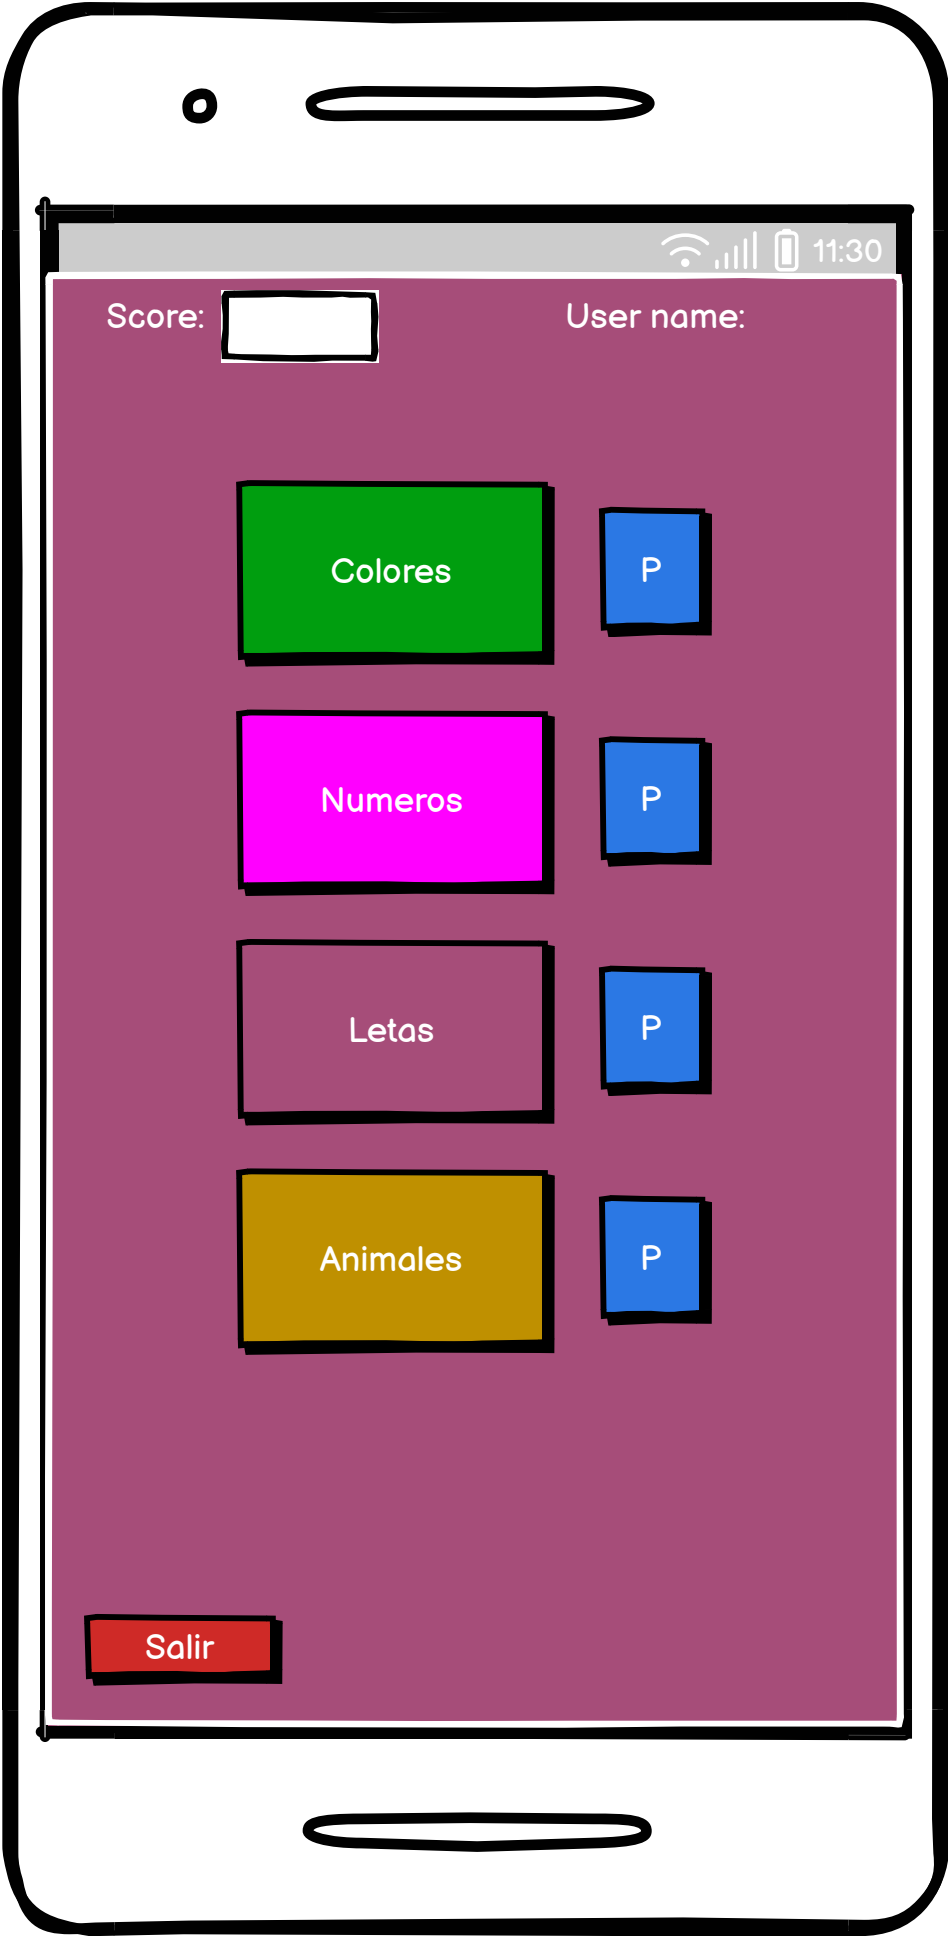 11:30
Score:
User name:
Colores
P
Numeros
P
Letas
P
Animales
P
Salir